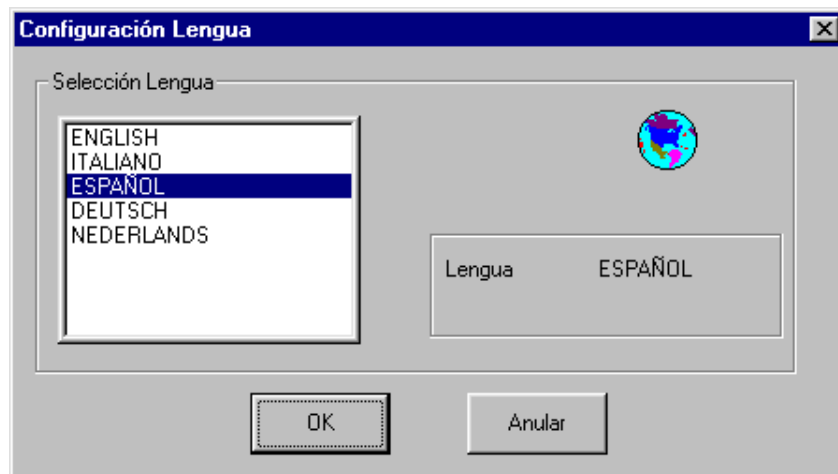 Configuración Lengua
Selección Lengua
ENGLISH
ITALIANO
ESPAÑOL
DEUTSCH
NEDERLANDS
Lengua ESPAÑOL
OK Anular